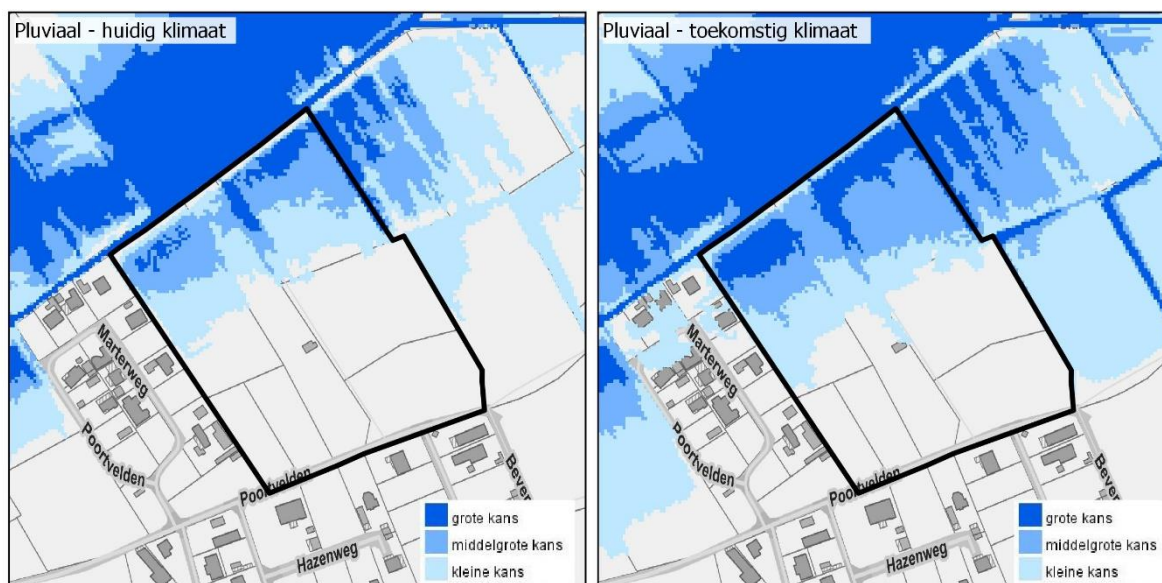 Pluviaal - huidig klimaat
Marterweg
Poortvelden
Poortvelden
Bever
Hazenweg
grote kans
middelgrote kans
kleine kans
Pluviaal - toekomstig klimaat
Marterweg
Poortvelden
Poortvelden
Bever
Hazenweg
grote kans
middelgrote kans
kleine kans